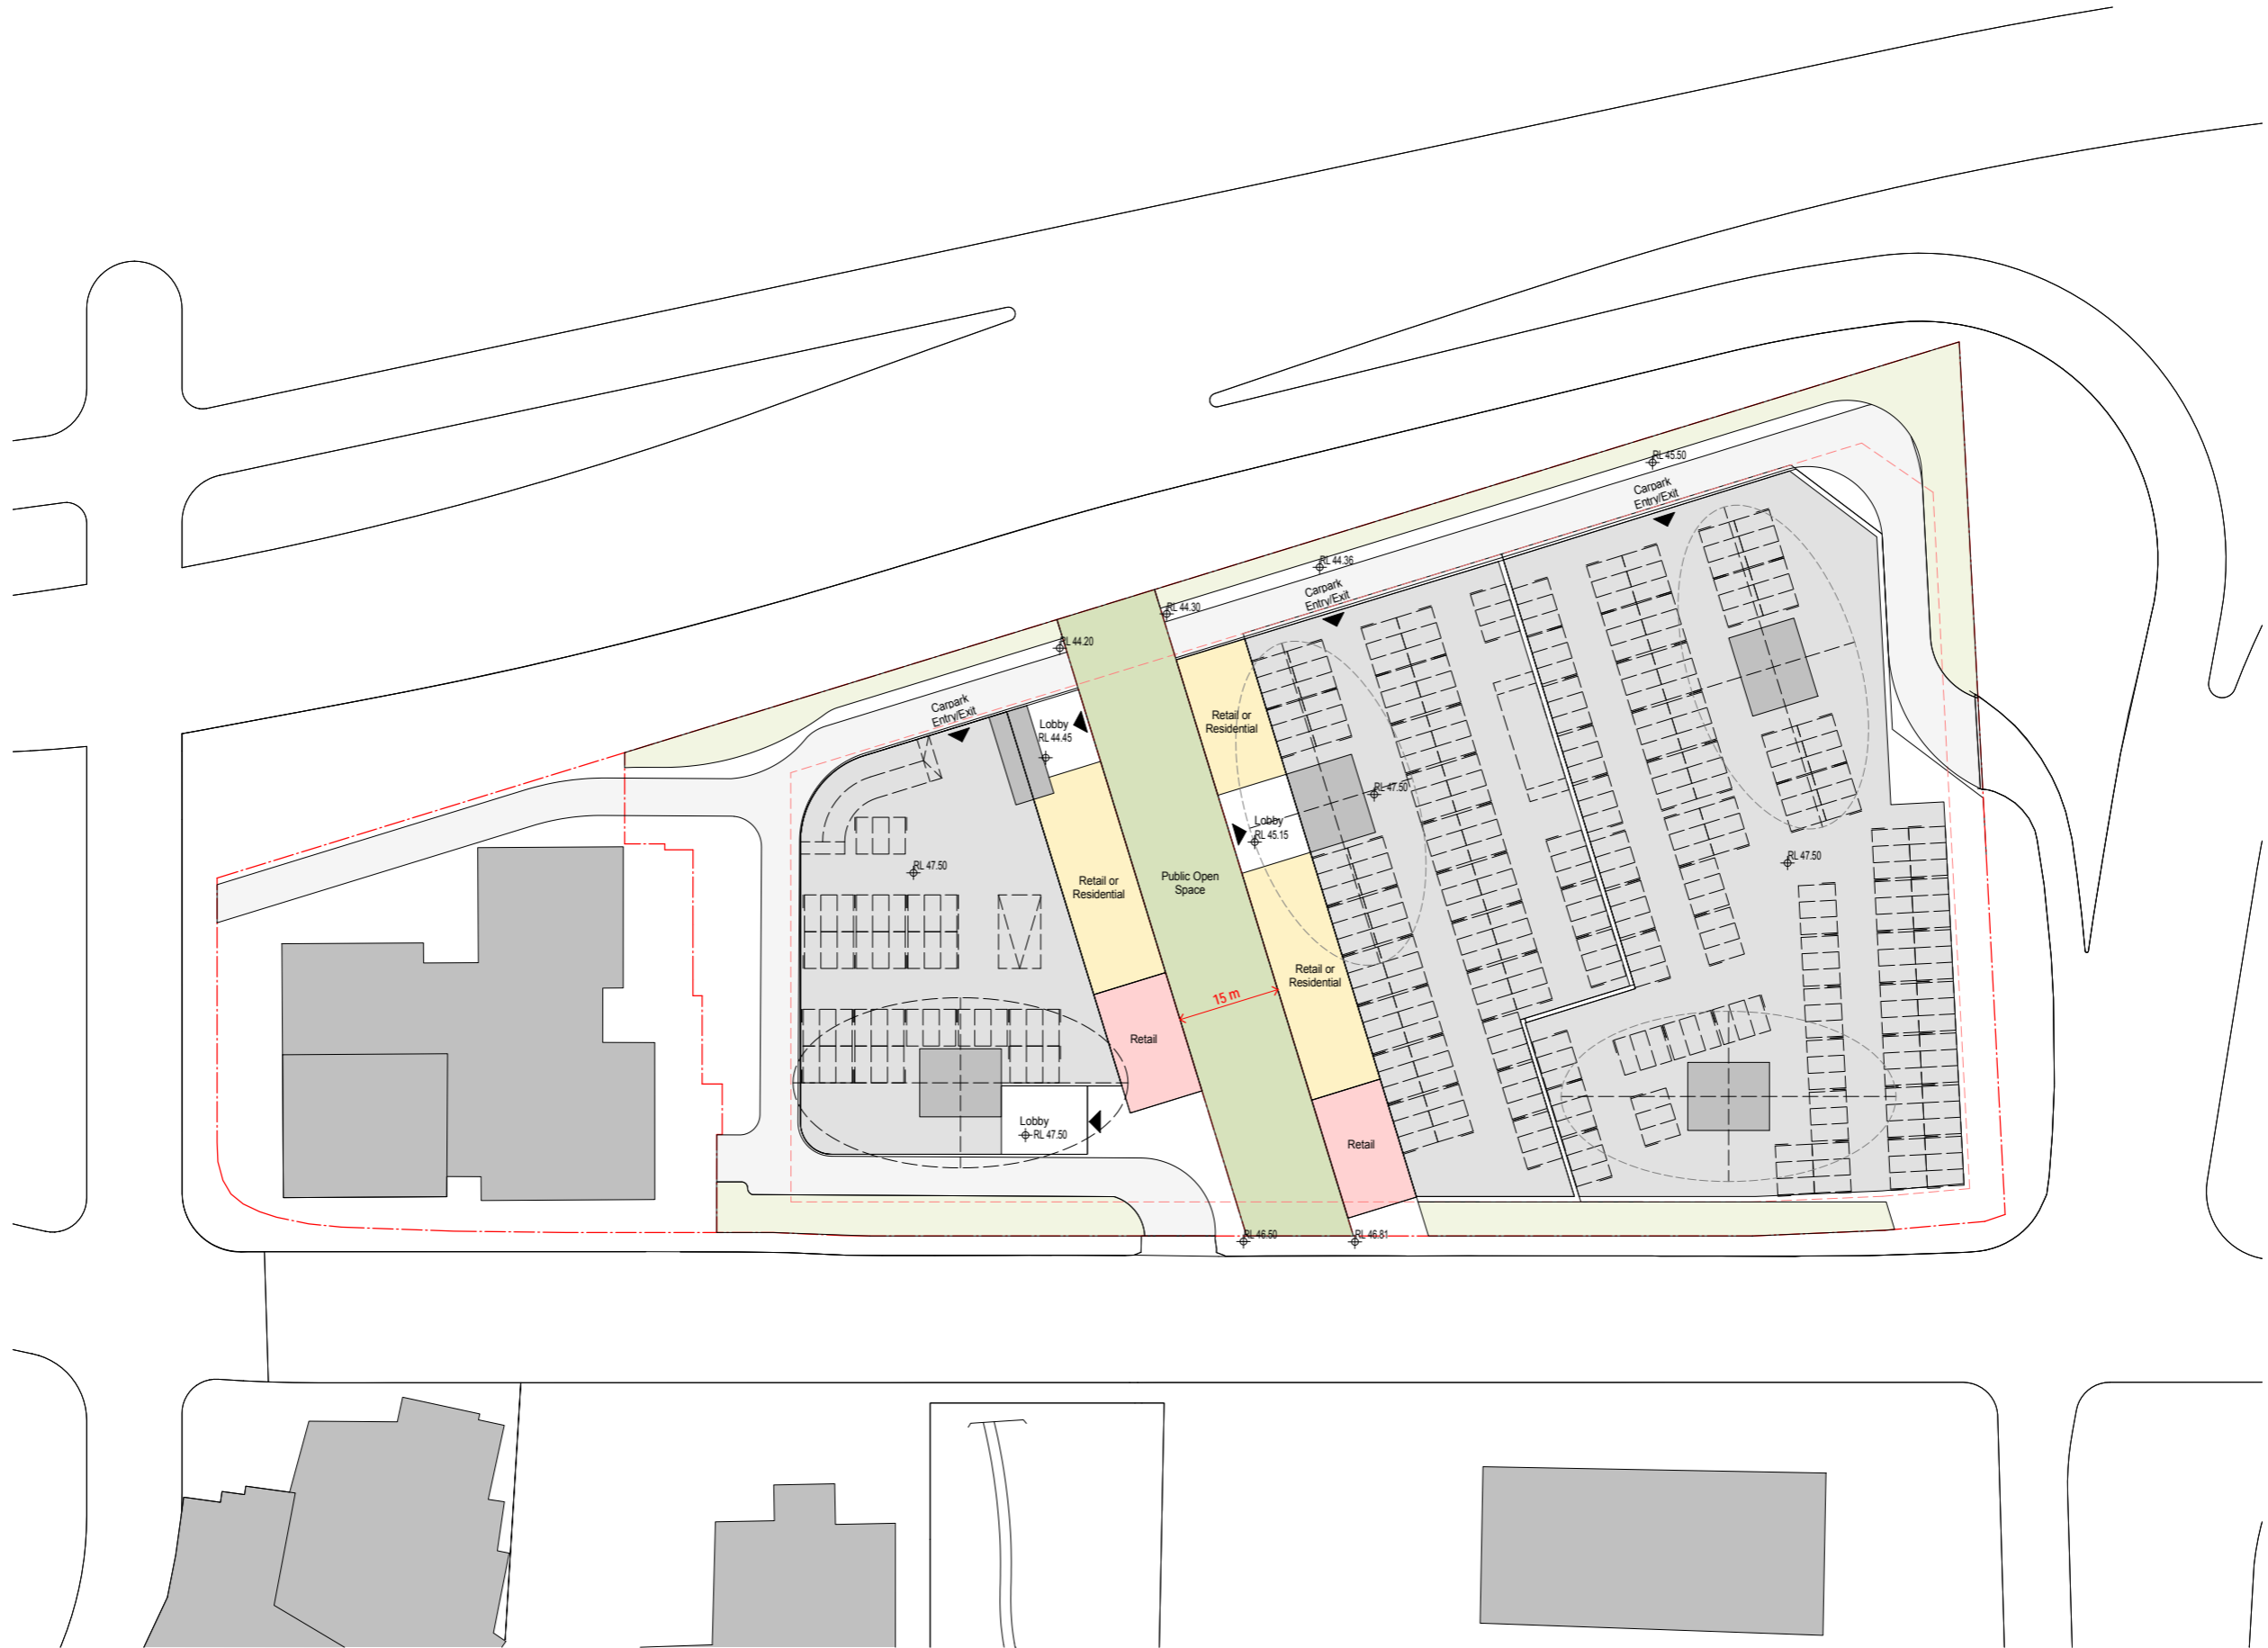 RL 45.50
Carpark
Entry/Exit
RL 44.36
Carpark
Entry/Exit
RL 44.30
RL 44.20
Carpark
Entry/Exit
Lobby
RL 44.45
Retail or
Residential
RL 47.50
Lobby
RL 45.15
RL 47.50
RL 47.50
Retail or
Residential
Public Open
Space
Retail or
Residential
15 m
Retail
Lobby
RL 47.50
Retail
RL 46.50
RL 46.81